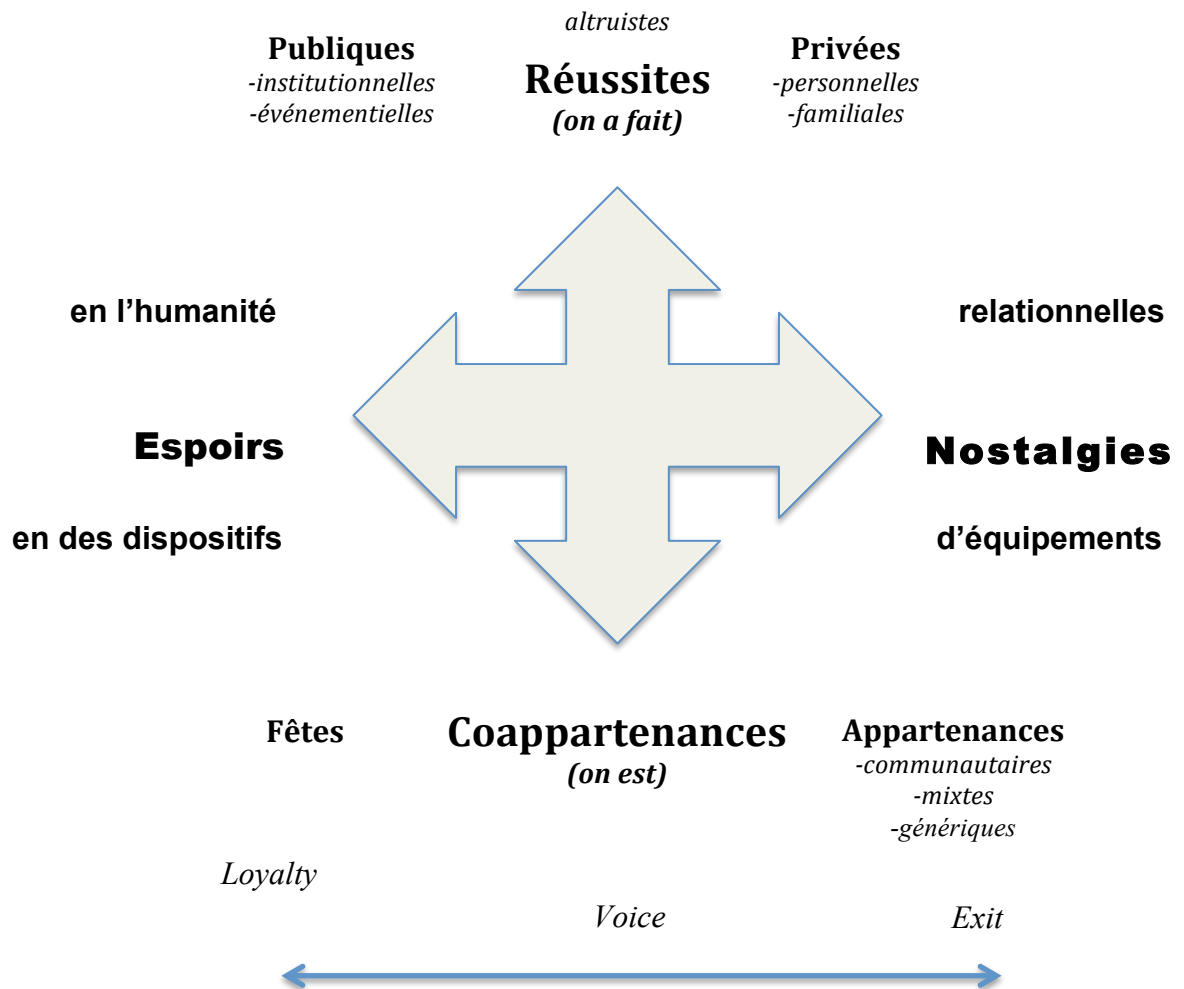 altruistes
Publiques
-institutionnelles
-événementielles
Réussites
(on a fait)
Privées
-personnelles
-familiales
en l’humanité
relationnelles
Espoirs
Nostalgies
en des dispositifs
d’équipements
Fêtes
Coappartenances
(on est)
Appartenances
-communautaires
-mixtes
-génériques
Loyalty
Voice
Exit